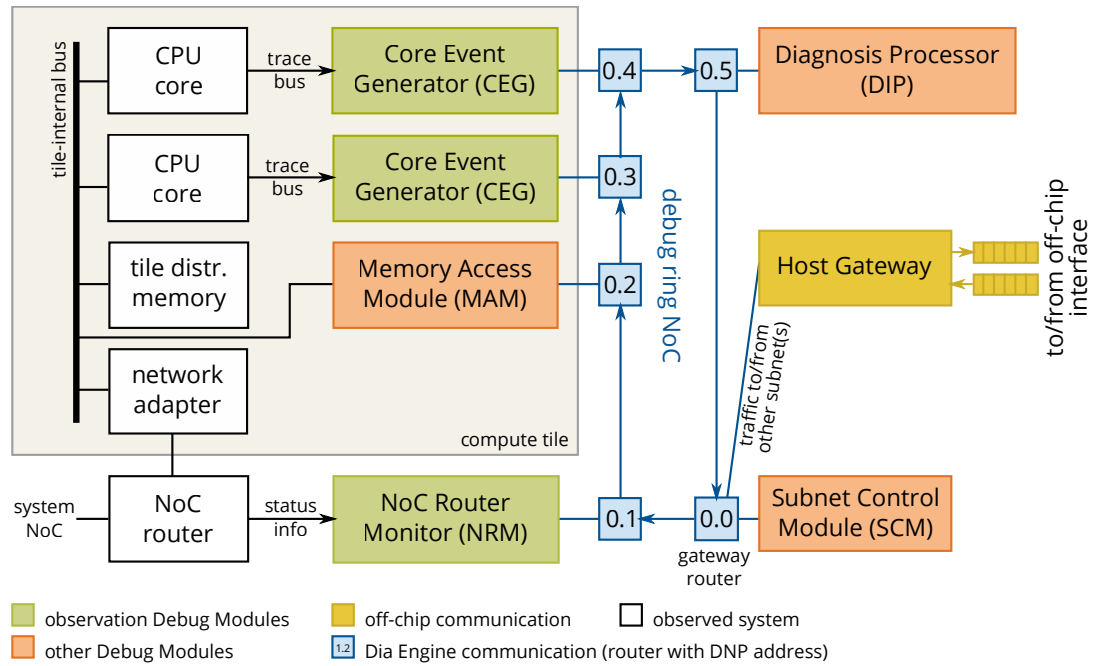 tile-internal bus
CPU
core
trace
bus
Core Event
Generator (CEG)
0.4
0.5
Diagnosis Processor
(DIP)
CPU
core
trace
bus
Core Event
Generator (CEG)
0.3
debug ring NoC
tile distr.
memory
Memory Access
Module (MAM)
0.2
Host Gateway
to/from off-chip
interface
network
adapter
compute tile
traffic to/from
other subnet(s)
system
NoC
NoC
router
status
info
NoC Router
Monitor (NRM)
0.1
0.0
gateway
router
Subnet Control
Module (SCM)
observation Debug Modules
off-chip communication
observed system
other Debug Modules
1.2
Dia Engine communication (router with DNP address)